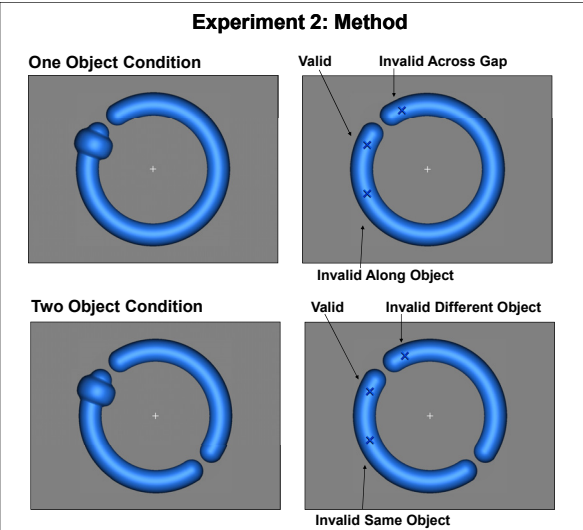 Experiment 2: Method
One Object Condition
Valid
Invalid Across Gap
Invalid Along Object
Two Object Condition
Valid
Invalid Different Object
Invalid Same Object